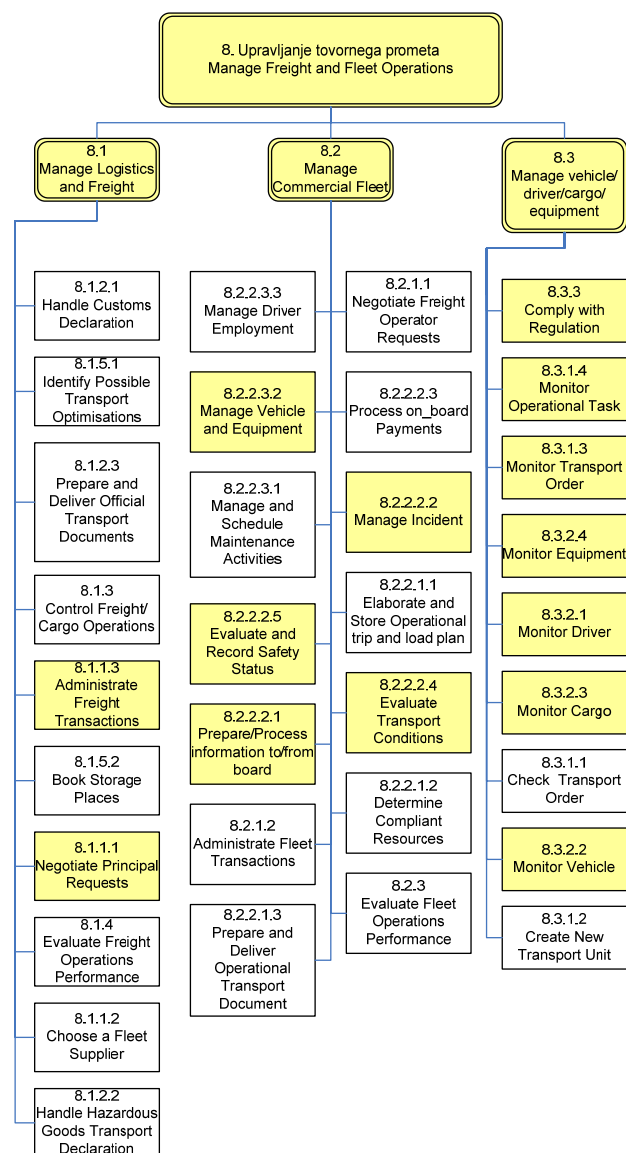 8. Upravljanje tovornega prometa
Manage Freight and Fleet Operations
8.1
Manage Logistics
and Freight
8.2
Manage
Commercial Fleet
8.3
Manage vehicle/
driver/cargo/
equipment
8.1.2.1
Handle Customs
Declaration
8.1.5.1
Identify Possible
Transport
Optimisations
8.1.2.3
Prepare and
Deliver Official
Transport
Documents
8.1.3
Control Freight/
Cargo Operations
8.1.1.3
Administrate
Freight
Transactions
8.1.5.2
Book Storage
Places
8.1.1.1
Negotiate Principal
Requests
8.1.4
Evaluate Freight
Operations
Performance
8.1.1.2
Choose a Fleet
Supplier
8.1.2.2
Handle Hazardous
Goods Transport
Declaration
8.2.2.3.3
Manage Driver
Employment
8.2.2.3.2
Manage Vehicle
and Equipment
8.2.2.3.1
Manage and
Schedule
Maintenance
Activities
8.2.2.2.5
Evaluate and
Record Safety
Status
8.2.2.2.1
Prepare/Process
information to/from
board
8.2.1.2
Administrate Fleet
Transactions
8.2.2.1.3
Prepare and
Deliver
Operational
Transport
Document
8.2.1.1
Negotiate Freight
Operator
Requests
8.2.2.2.3
Process on_board
Payments
8.2.2.2.2
Manage Incident
8.2.2.1.1
Elaborate and
Store Operational
trip and load plan
8.2.2.2.4
Evaluate
Transport
Conditions
8.2.2.1.2
Determine
Compliant
Resources
8.2.3
Evaluate Fleet
Operations
Performance
8.3.3
Comply with
Regulation
8.3.1.4
Monitor
Operational Task
8.3.1.3
Monitor Transport
Order
8.3.2.4
Monitor Equipment
8.3.2.1
Monitor Driver
8.3.2.3
Monitor Cargo
8.3.1.1
Check Transport
Order
8.3.2.2
Monitor Vehicle
8.3.1.2
Create New
Transport Unit